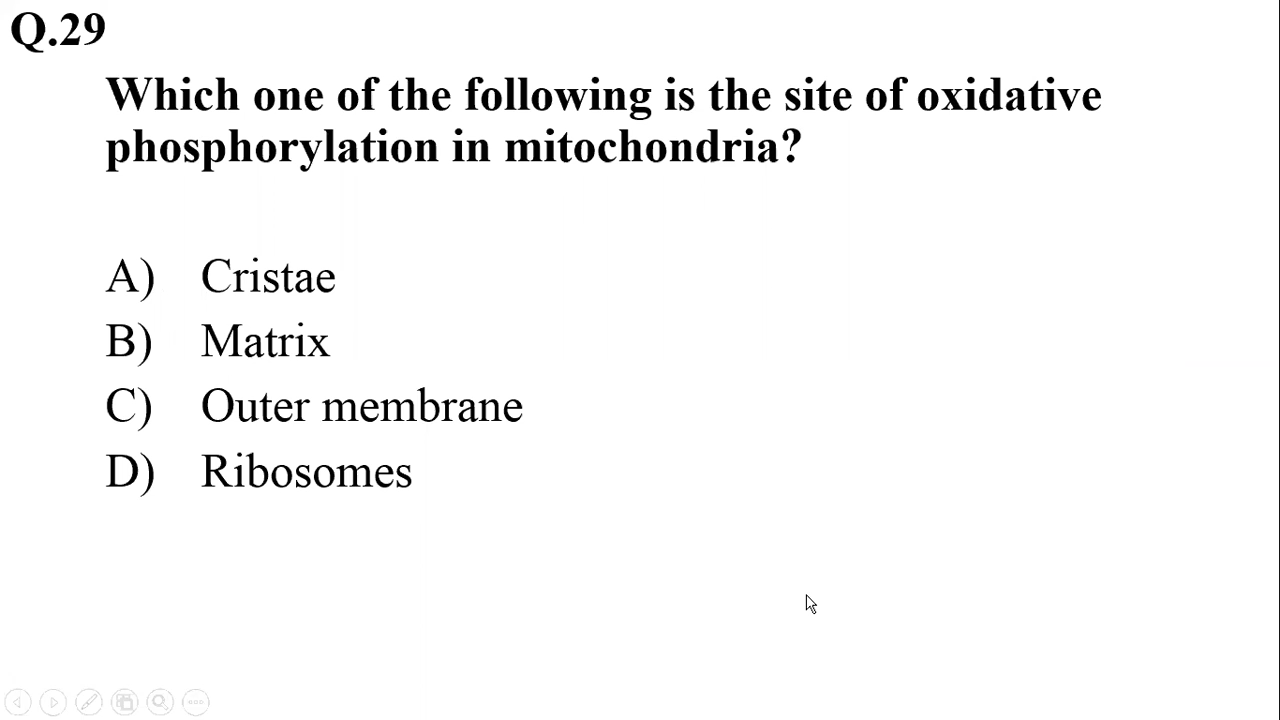 Q.29
Which one of the following is the site of oxidative
phosphorylation in mitochondria?
A) Cristae
B) Matrix
C) Outer membrane
D) Ribosomes